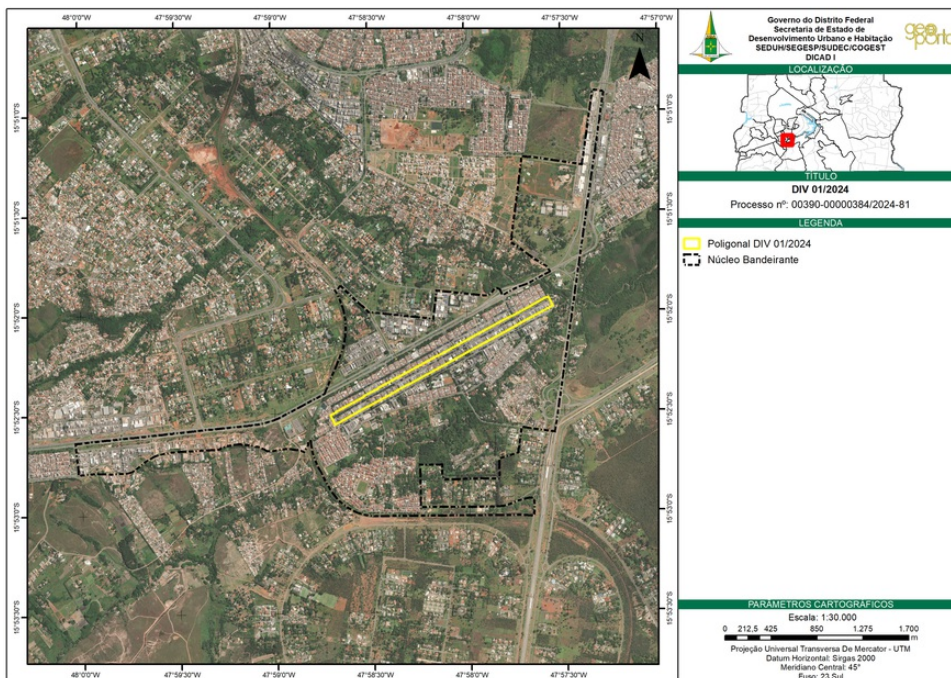 48°0'0"W 47°59'30"W 47°59'0"W 47°58'30"W 47°58'0"W 47°57'30"W 47°57'0"W
N
15°51'0"S 15°51'0"S
15°51'30"S 15°51'30"S
15°52'0"S 15°52'0"S
15°52'30"S 15°52'30"S
15°53'0"S 15°53'0"S
15°53'30"S 15°53'30"S
48°0'0"W 47°59'30"W 47°59'0"W 47°58'30"W 47°58'0"W 47°57'30"W
Governo do Distrito Federal
Secretaria de Estado de
Desenvolvimento Urbano e Habitação
SEDUH/SEGESP/SUDEC/COGEST
DICAD I
geo
porta
LOCALIZAÇÃO
TÍTULO
DIV 01/2024
Processo nº: 00390-00000384/2024-81
LEGENDA
Poligonal DIV 01/2024
Núcleo Bandeirante
PARÂMETROS CARTOGRÁFICOS
Escala: 1:30.000
0 212,5 425 850 1.275 1.700
m
Projeção Universal Transversa De Mercator - UTM
Datum Horizontal: Sirgas 2000
Meridiano Central: 45°
Fuso: 23 Sul